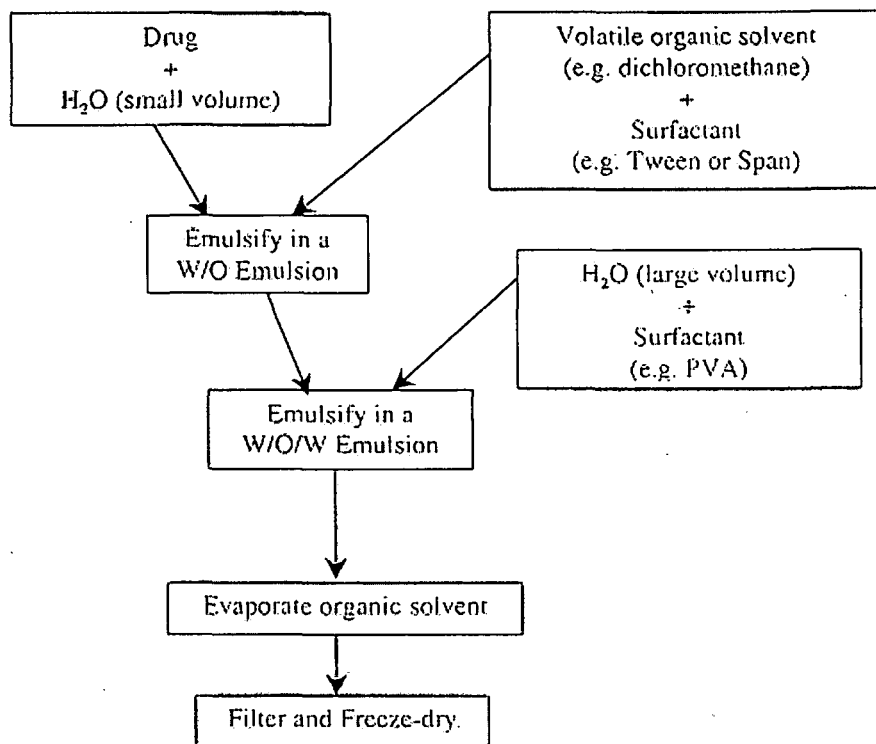 Drug
+
H₂O (small volume)
Volatile organic solvent
(e.g. dichloromethane)
+
Surfactant
(e.g. Tween or Span)
Emulsify in a
W/O Emulsion
H₂O (large volume)
+
Surfactant
(e.g. PVA)
Emulsify in a
W/O/W Emulsion
Evaporate organic solvent
Filter and Freeze-dry.